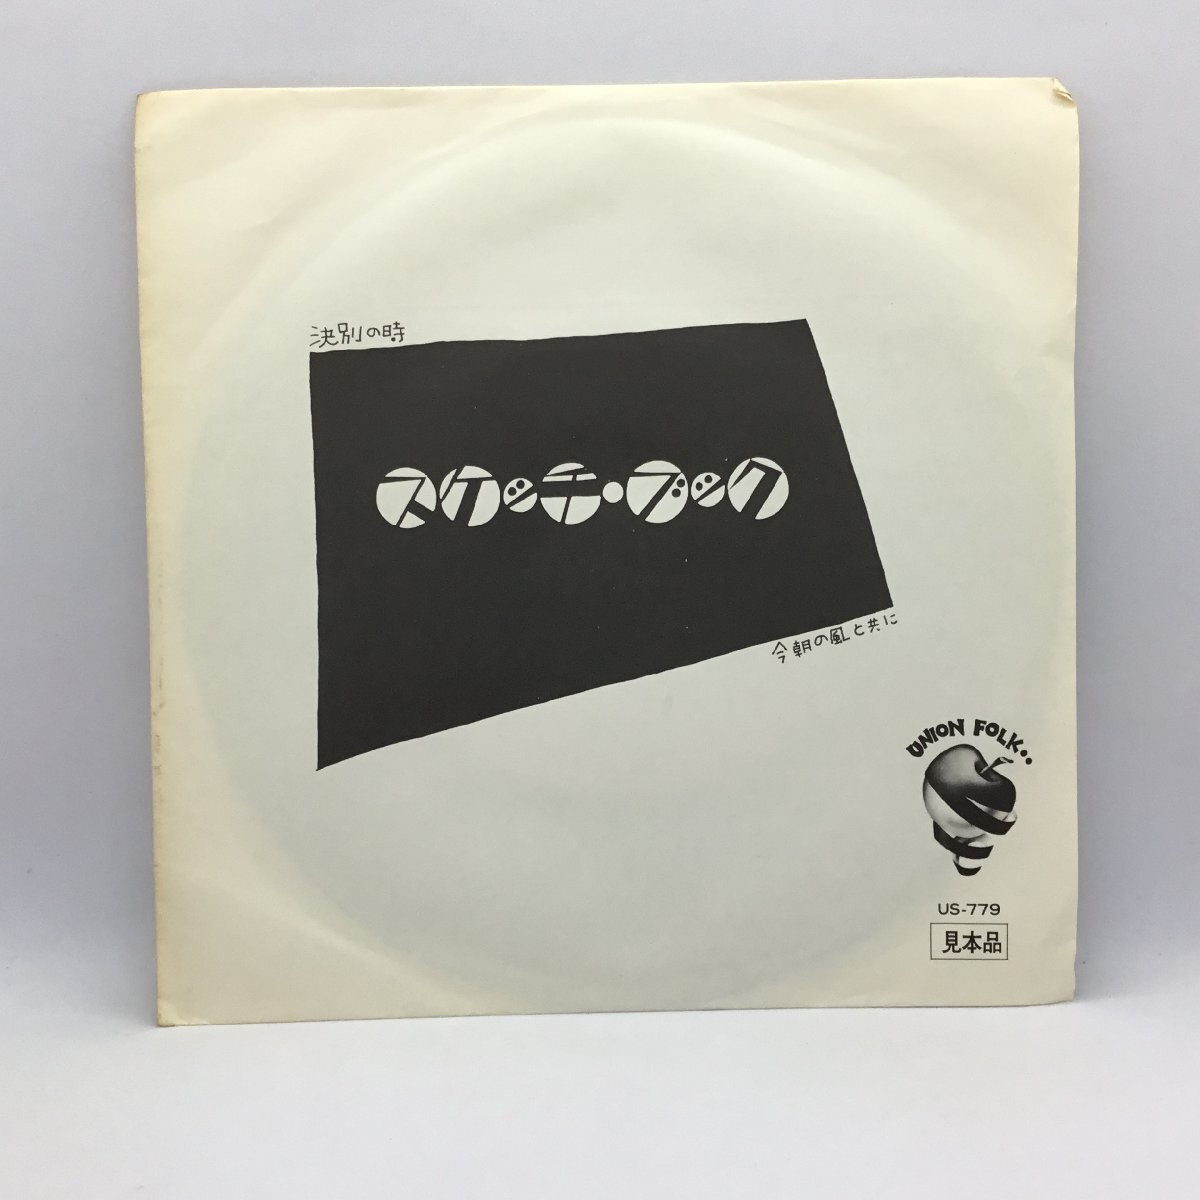 決別の時
スケッチ・ブック
今朝の風と共に
UNION FOLK..
US-779
見本品